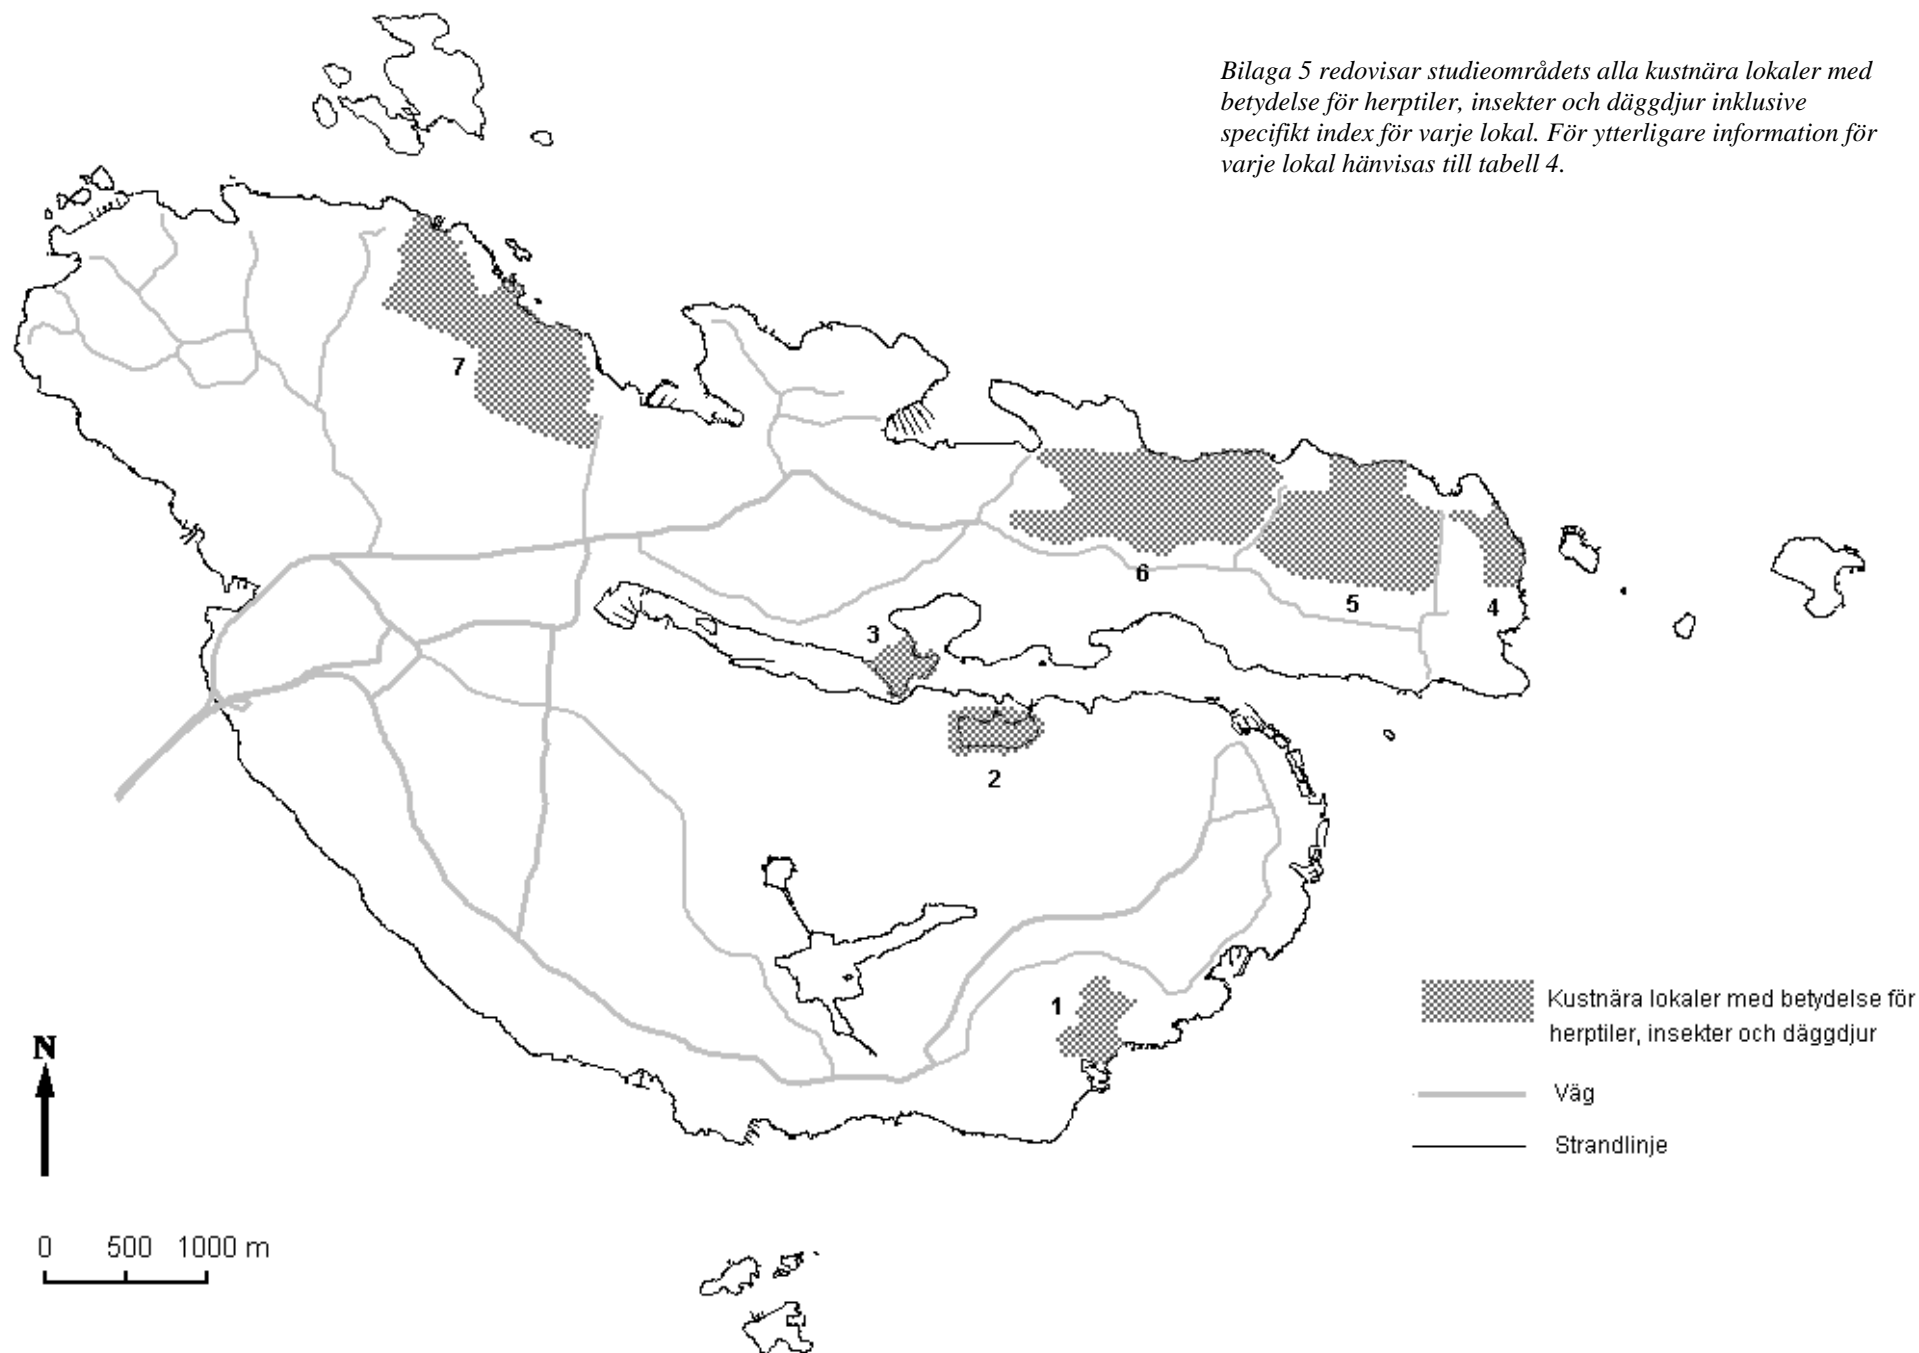 Bilaga 5 redovisar studieområdets alla kustnära lokaler med
betydelse för herptiler, insekter och däggdjur inklusive
specifikt index för varje lokal. För ytterligare information för
varje lokal hänvisas till tabell 4.
7
6
5
4
3
2
1
Kustnära lokaler med betydelse för
herptiler, insekter och däggdjur
Väg
Strandlinje
N
0 500 1000 m